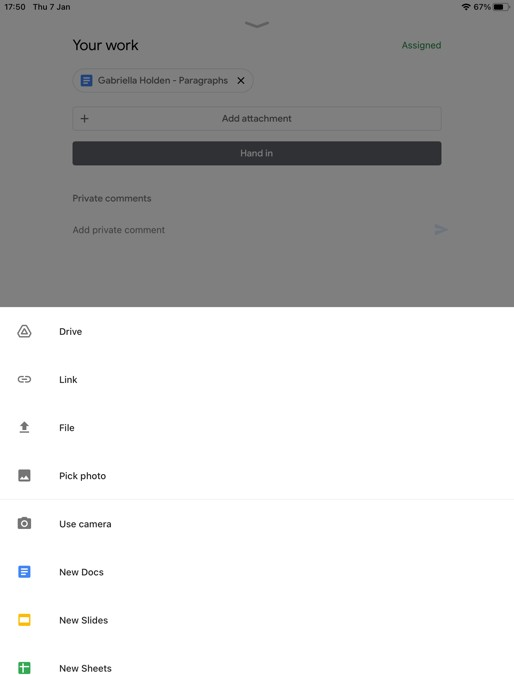 17:50 Thu 7 Jan 67%
Your work Assigned
Gabriella Holden - Paragraphs
Add attachment
Hand in
Private comments
Add private comment
Drive
Link
File
Pick photo
Use camera
New Docs
New Slides
New Sheets